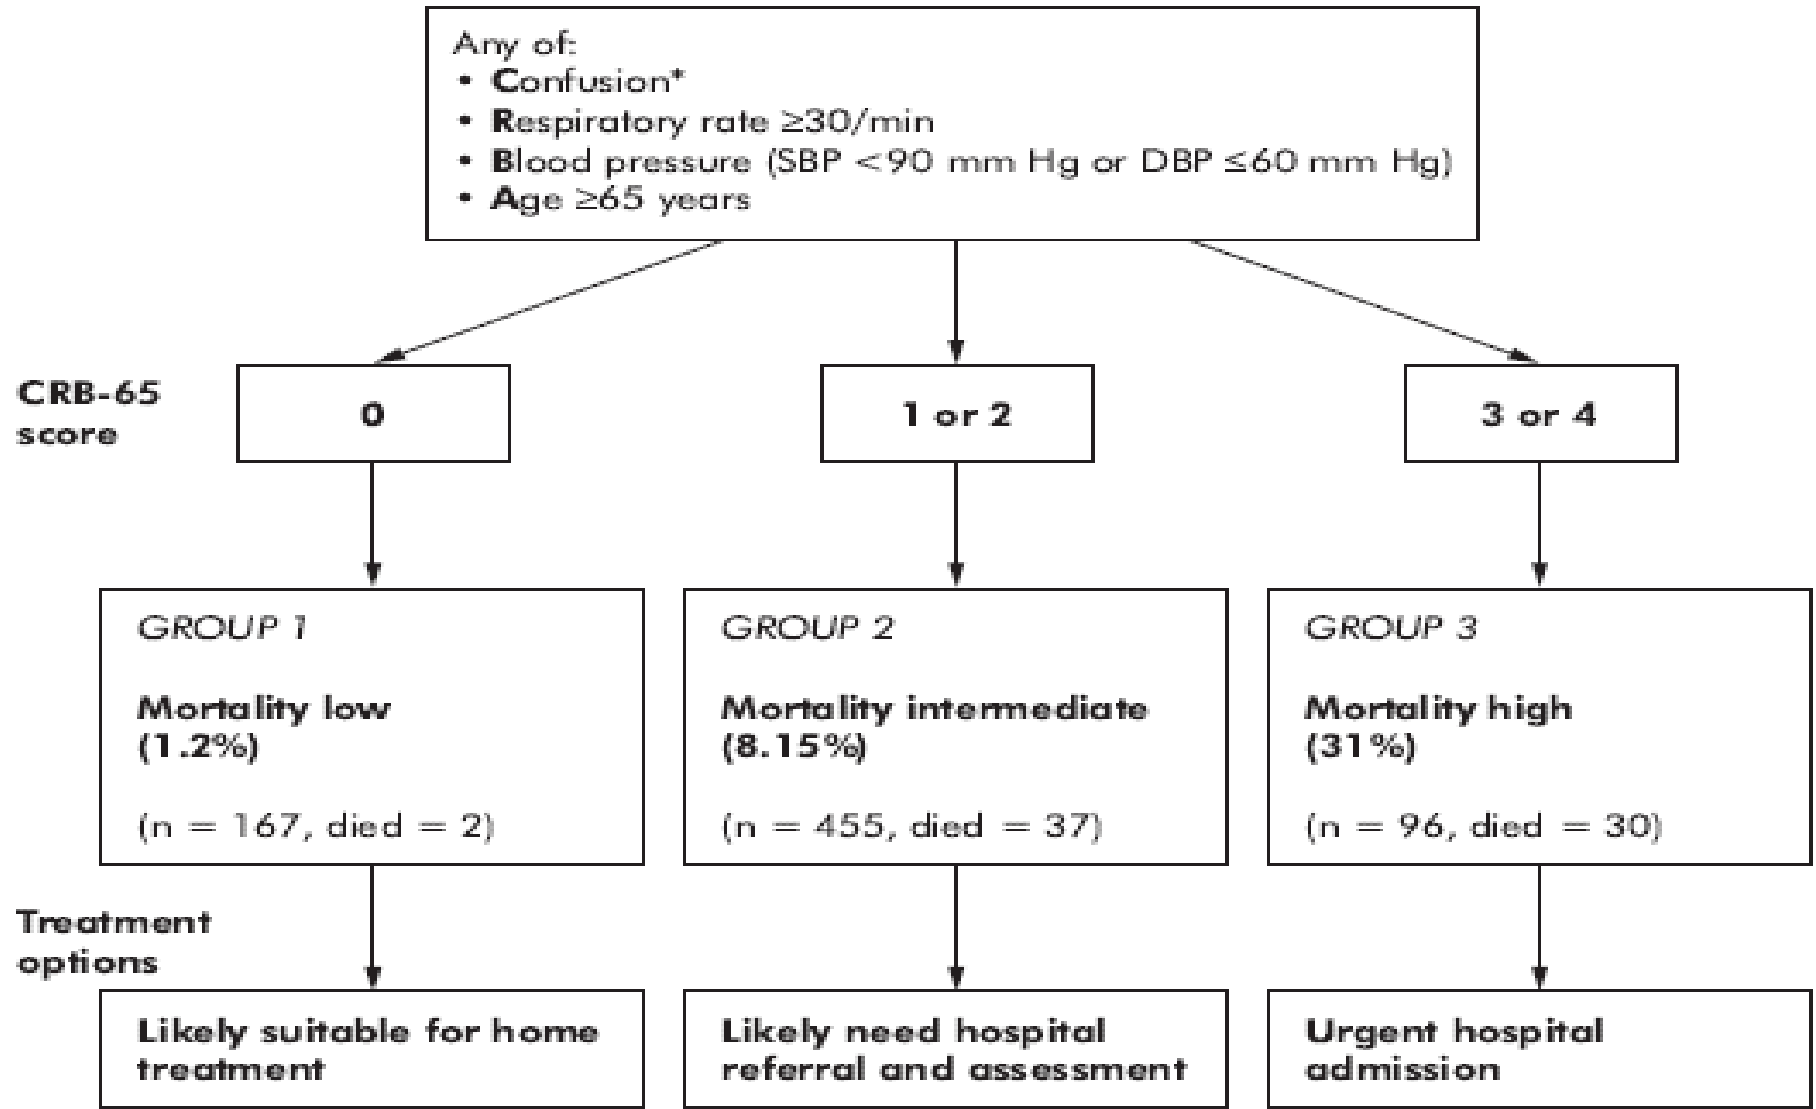 Any of:
• Confusion*
• Respiratory rate ≥30/min
• Blood pressure (SBP <90 mm Hg or DBP ≤60 mm Hg)
• Age ≥65 years
CRB-65
score
0
1 or 2
3 or 4
GROUP 1
Mortality low
(1.2%)
(n = 167, died = 2)
GROUP 2
Mortality intermediate
(8.15%)
(n = 455, died = 37)
GROUP 3
Mortality high
(31%)
(n = 96, died = 30)
Treatment
options
Likely suitable for home
treatment
Likely need hospital
referral and assessment
Urgent hospital
admission